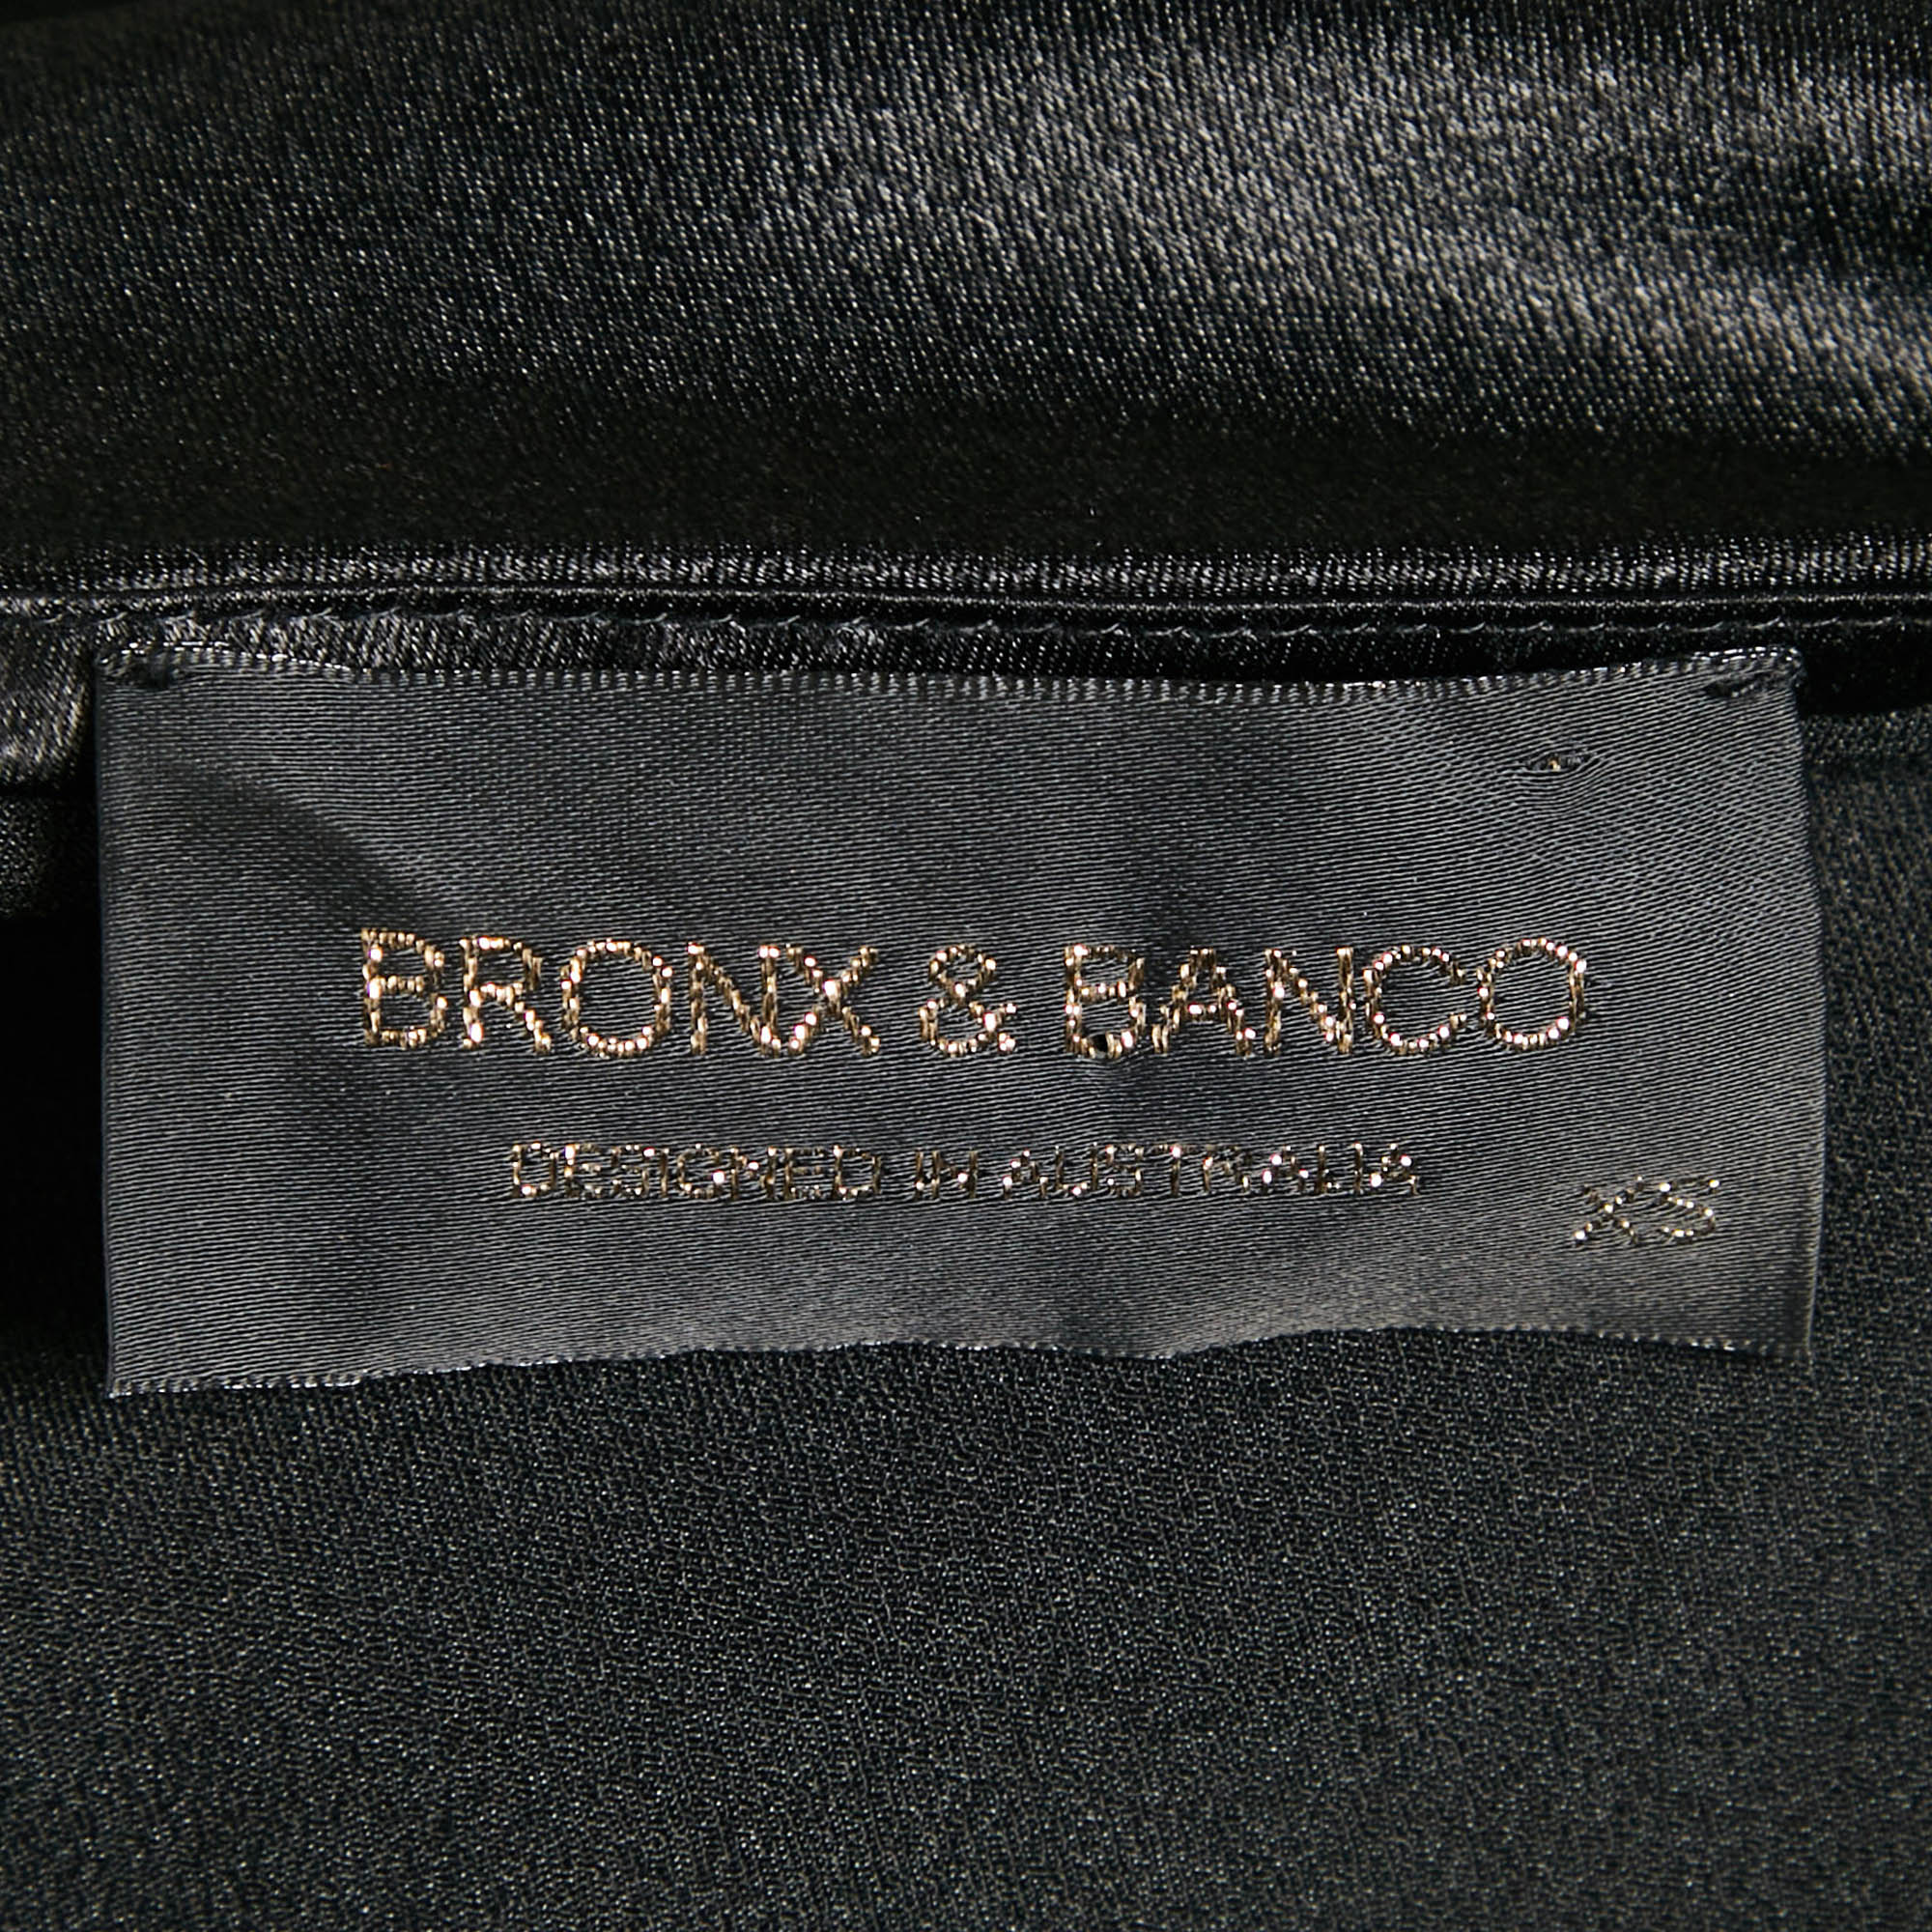 BRONX & BANCO
DESIGNED IN AUSTRALIA
XS